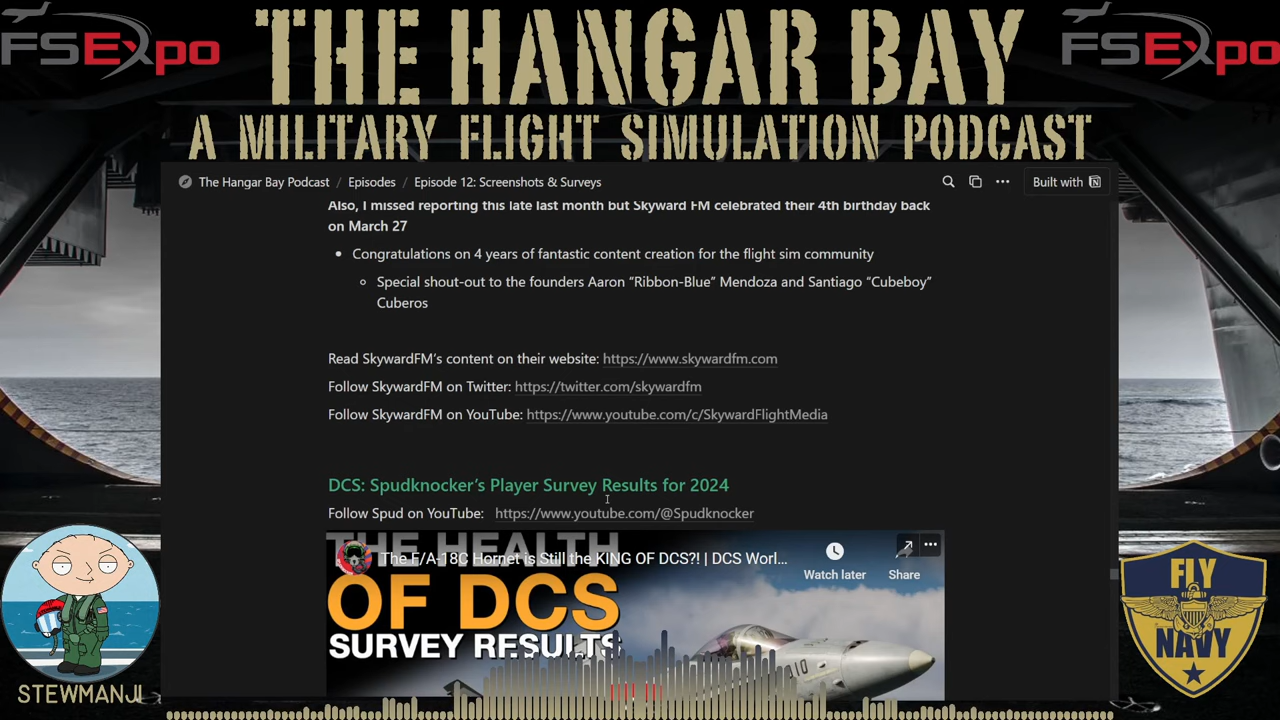 FSExpo
THE HANGAR BAY
FSExpo
A MILITARY FLIGHT SIMULATION PODCAST
The Hangar Bay Podcast / Episodes / Episode 12: Screenshots & Surveys
Built with
Also, I missed reporting this late last month but Skyward FM celebrated their 4th birthday back
on March 27
Congratulations on 4 years of fantastic content creation for the flight sim community
Special shout-out to the founders Aaron “Ribbon-Blue” Mendoza and Santiago “Cubeboy”
Cuberos
Read SkywardFM’s content on their website: https://www.skywardfm.com
Follow SkywardFM on Twitter: https://twitter.com/skywardfm
Follow SkywardFM on YouTube: https://www.youtube.com/c/SkywardFlightMedia
DCS: Spudknocker’s Player Survey Results for 2024
Follow Spud on YouTube: https://www.youtube.com/@Spudknocker
THE HEALTH
The F/A-18C Hornet is Still the KING OF DCS?! | DCS Worl...
Watch later
Share
OF DCS
SURVEY RESULTS
STEWMANJI
FLY
NAVY